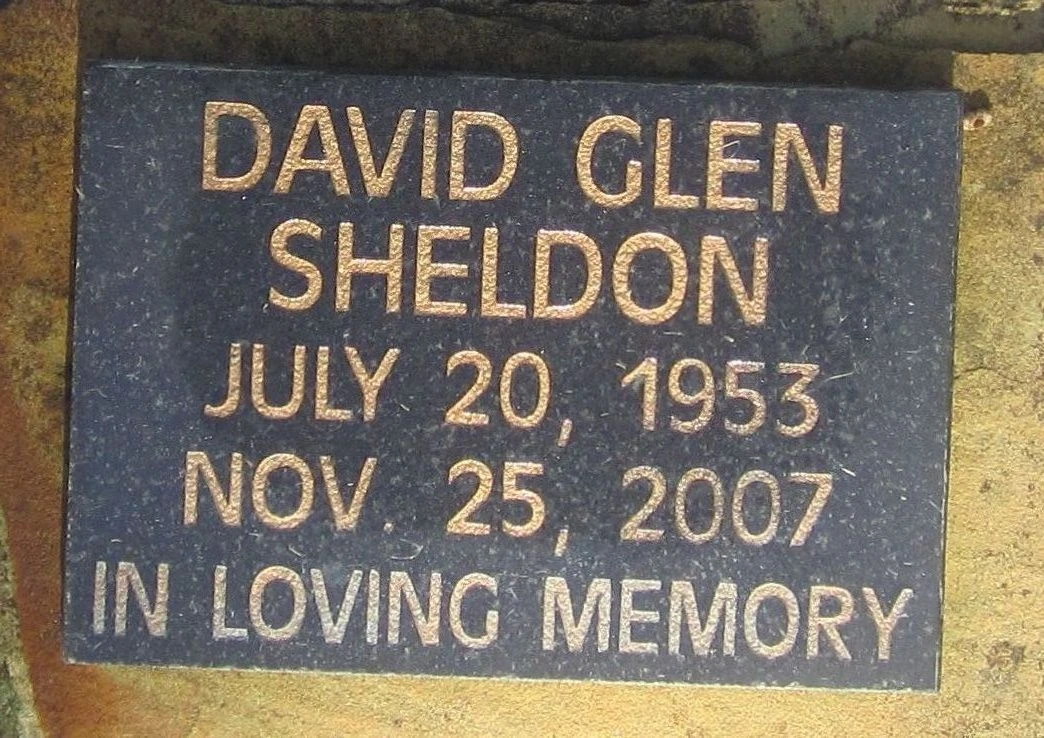 DAVID GLEN
SHELDON
JULY 20, 1953
NOV. 25, 2007
IN LOVING MEMORY